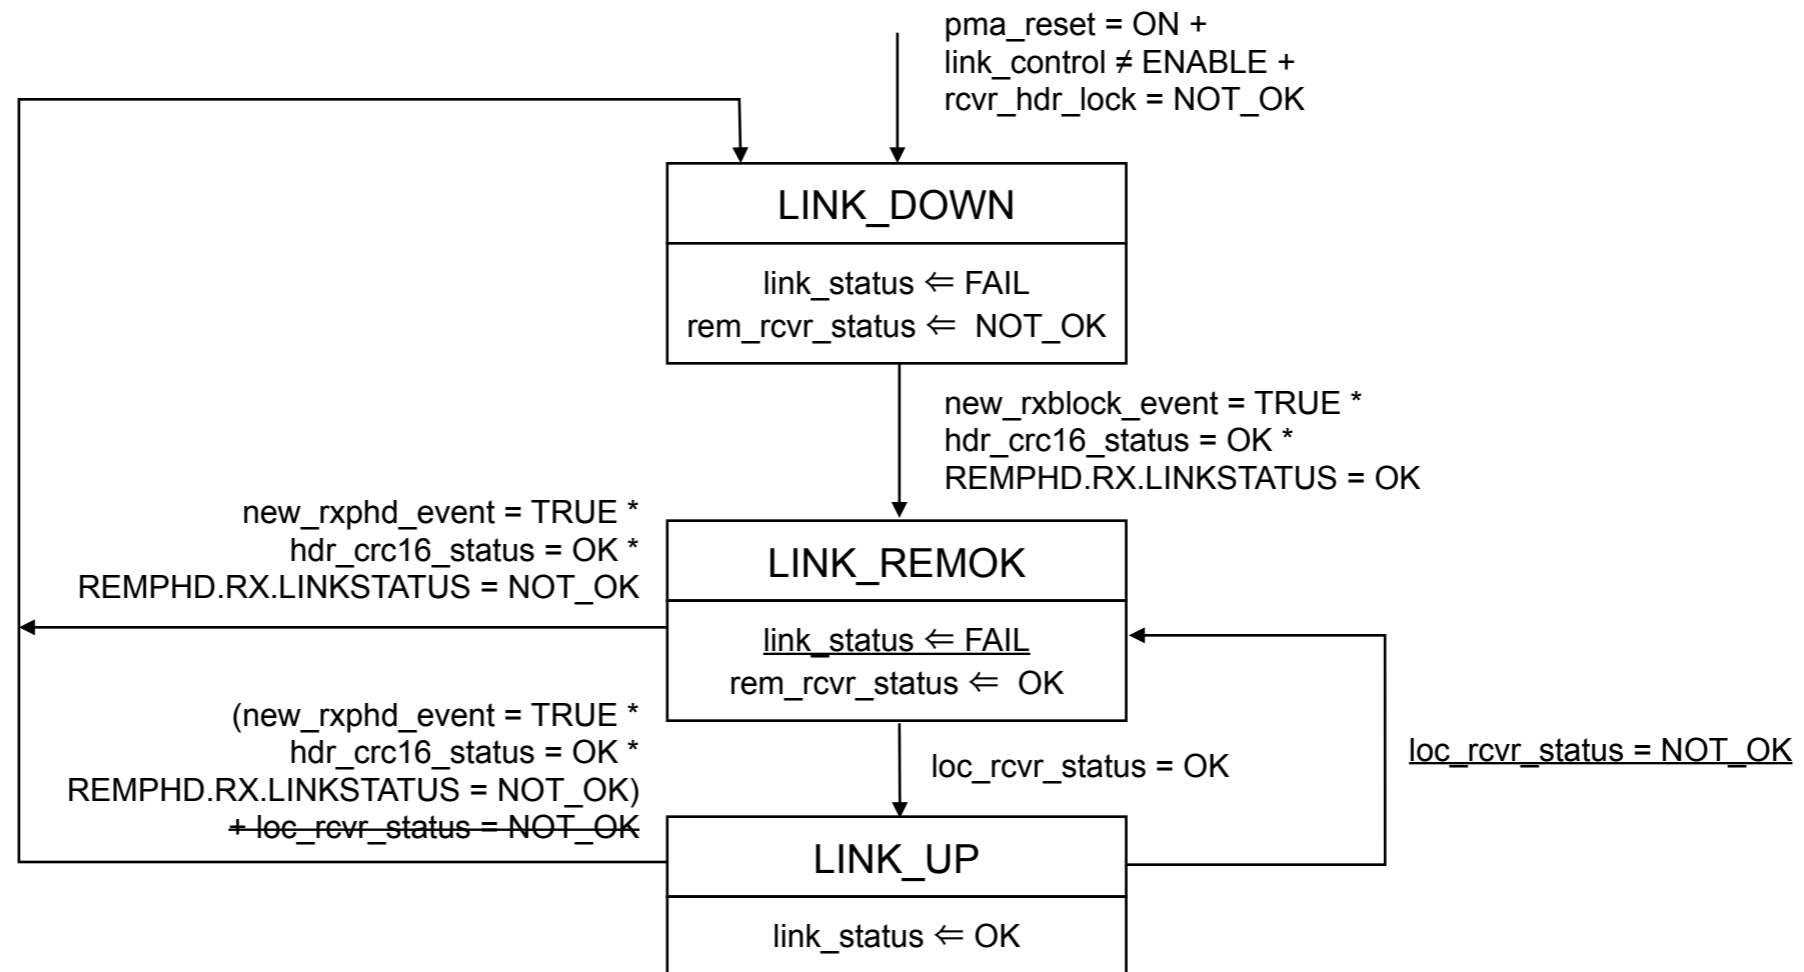 pma_reset = ON +
link_control ≠ ENABLE +
rcvr_hdr_lock = NOT_OK
LINK_DOWN
link_status ⇐ FAIL
rem_rcvr_status ⇐ NOT_OK
new_rxblock_event = TRUE *
hdr_crc16_status = OK *
REMPHD.RX.LINKSTATUS = OK
new_rxphd_event = TRUE *
hdr_crc16_status = OK *
REMPHD.RX.LINKSTATUS = NOT_OK
LINK_REMOK
link_status ⇐ FAIL
rem_rcvr_status ⇐ OK
(new_rxphd_event = TRUE *
hdr_crc16_status = OK *
REMPHD.RX.LINKSTATUS = NOT_OK)
+ loc_rcvr_status = NOT_OK
loc_rcvr_status = OK
loc_rcvr_status = NOT_OK
LINK_UP
link_status ⇐ OK